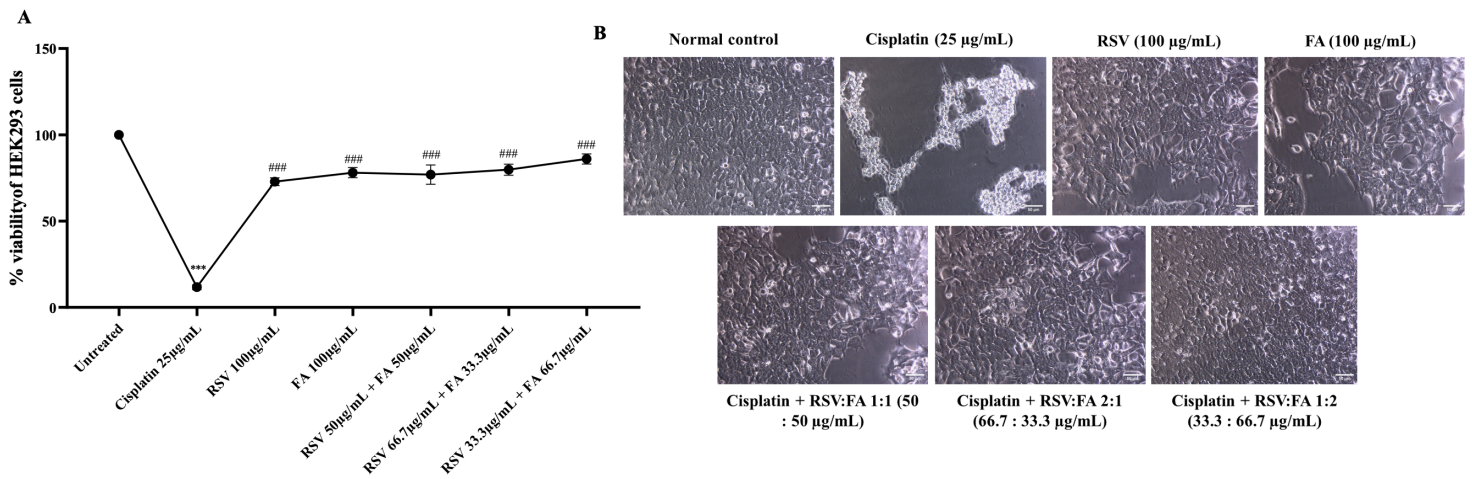 A
150
100
50
0
% viabilityof HEK293 cells
***
###
###
###
###
###
Untreated
Cisplatin 25µg/mL
RSV 100µg/mL
FA 100µg/mL
RSV 50µg/mL + FA 50µg/mL
RSV 66.7µg/mL + FA 33.3µg/mL
RSV 33.3µg/mL + FA 66.7µg/mL
B
Normal control
Cisplatin (25 µg/mL)
RSV (100 µg/mL)
FA (100 µg/mL)
Cisplatin + RSV:FA 1:1 (50
: 50 µg/mL)
Cisplatin + RSV:FA 2:1
(66.7 : 33.3 µg/mL)
Cisplatin + RSV:FA 1:2
(33.3 : 66.7 µg/mL)